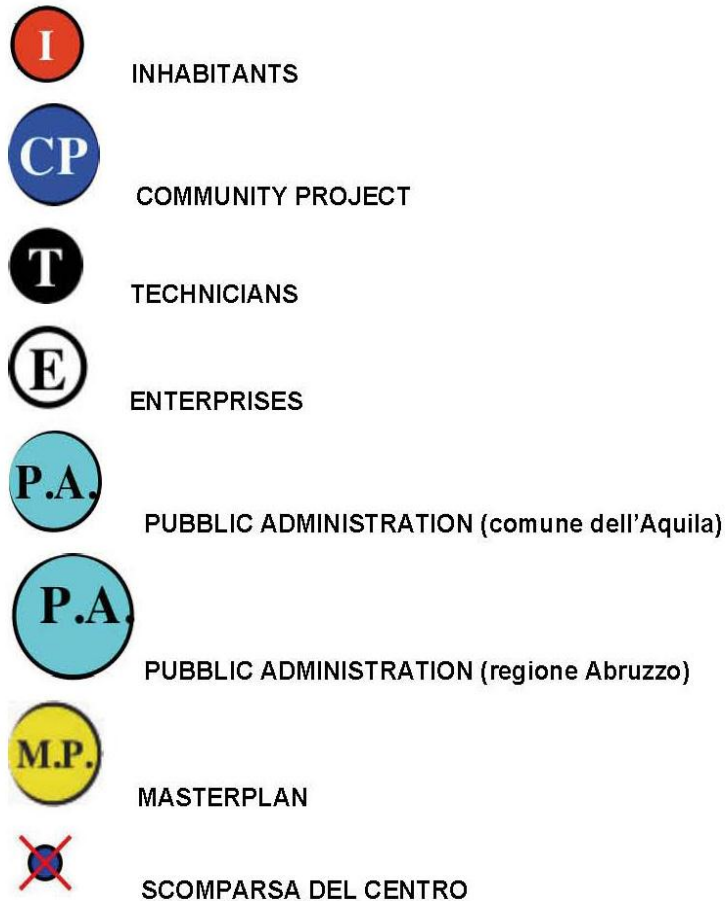 I
INHABITANTS
CP
COMMUNITY PROJECT
T
TECHNICIANS
E
ENTERPRISES
P.A.
PUBBLIC ADMINISTRATION (comune dell'Aquila)
P.A.
PUBBLIC ADMINISTRATION (regione Abruzzo)
M.P.
MASTERPLAN
SCOMPARSA DEL CENTRO